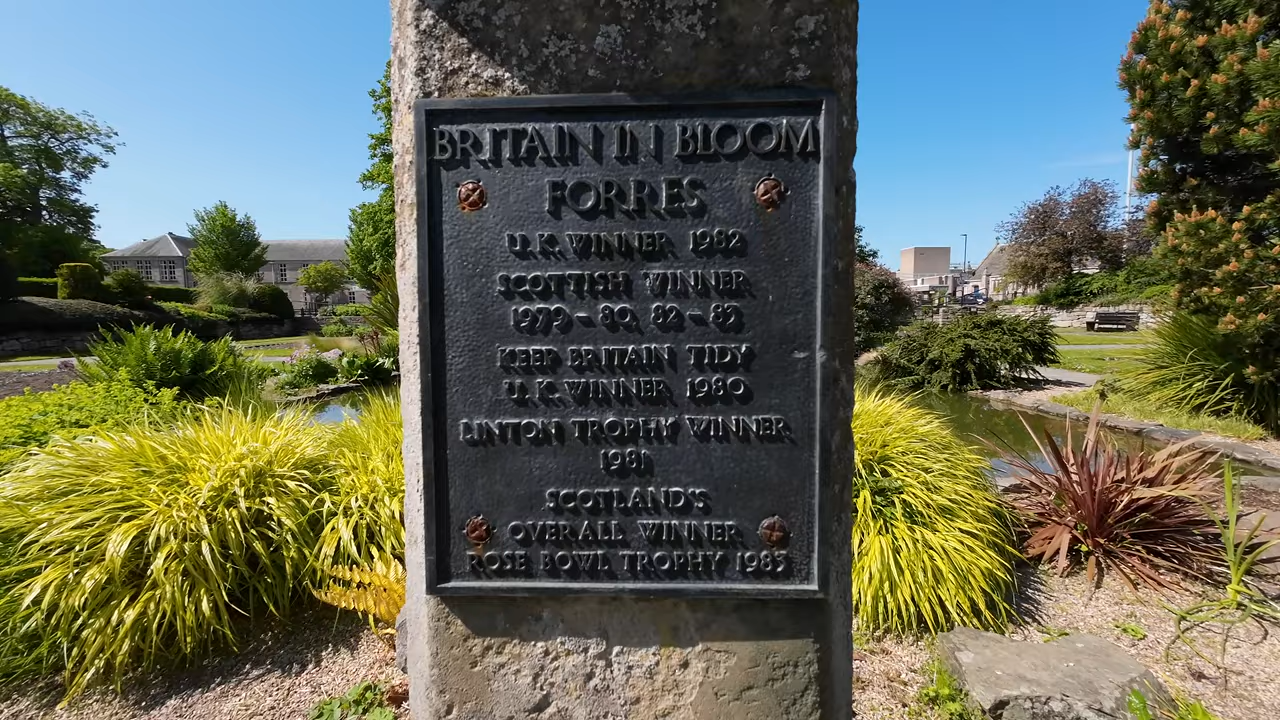 BRITAIN IN BLOOM
FORRES
U.K. WINNER 1982
SCOTTISH WINNER
1979 – 80, 82 – 83
KEEP BRITAIN TIDY
U.K. WINNER 1980
LINTON TROPHY WINNER
1981
SCOTLAND'S
OVERALL WINNER
ROSE BOWL TROPHY 1983